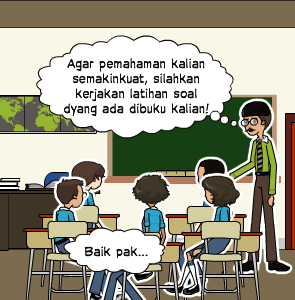 Agar pemahaman kalian
semakinkuat, silahkan
kerjakan latihan soal
dyang ada dibuku kalian!
Baik pak...